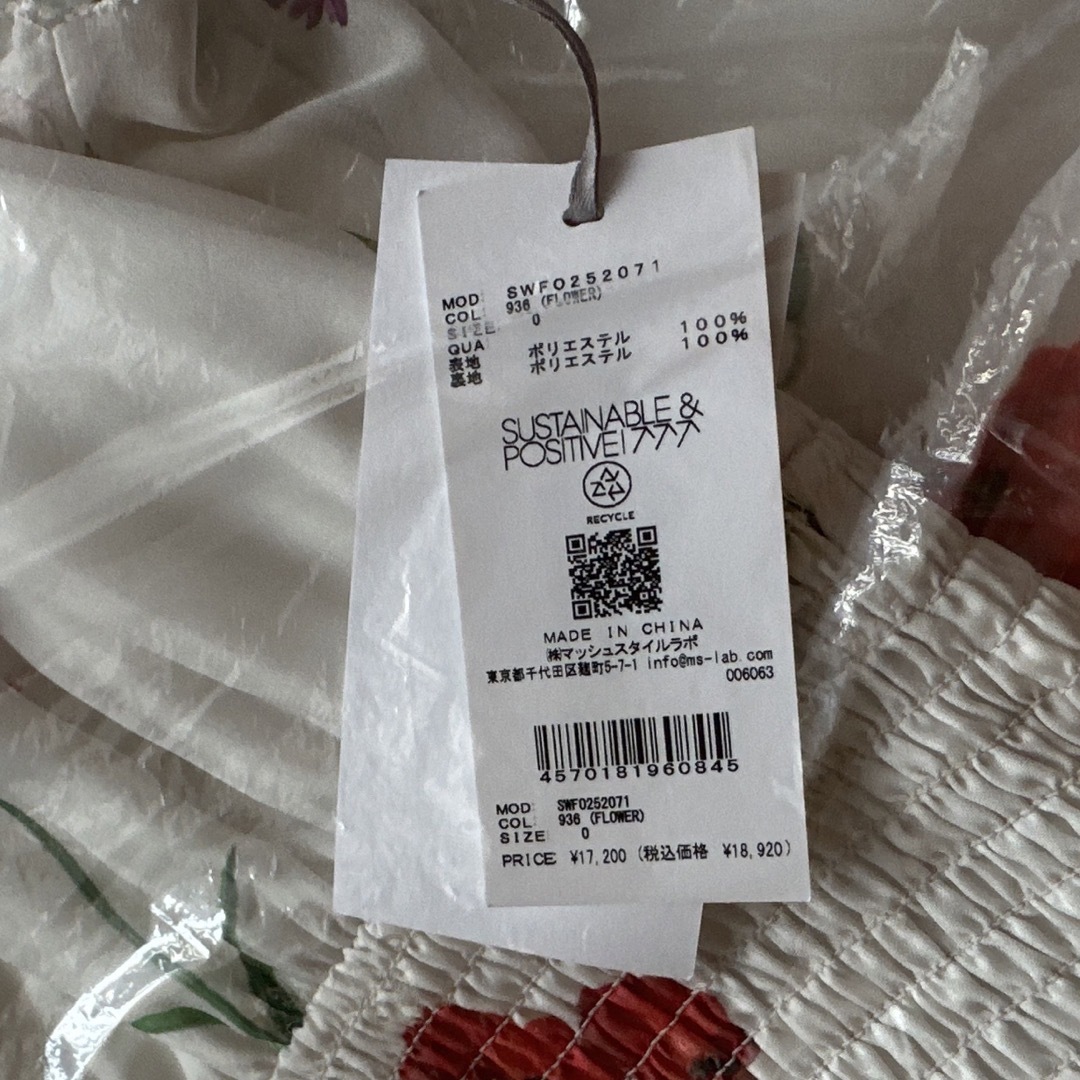 MOD: SWFO252071
COL: 936 (FLOWER)
SIZE: 0
QUA
表地 ポリエステル 100%
裏地 ポリエステル 100%
SUSTAINABLE &
POSITIVE!
RECYCLE
MADE IN CHINA
㈱マッシュスタイルラボ
東京都千代田区麹町5-7-1 info@ms-lab.com
006063
4570181960845
MOD: SWFO252071
COL: 936 (FLOWER)
SIZE: 0
PRICE: ¥17,200 (税込価格 ¥18,920)